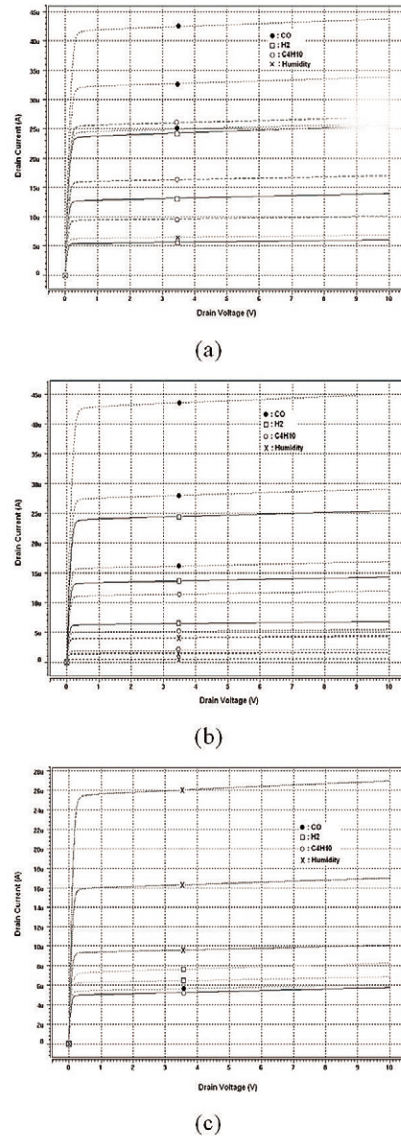 45u
40u
35u
30u
25u
20u
15u
10u
5u
0
Drain Current (A)
: CO
: H2
: C4H10
: Humidity
0 1 2 3 4 5 6 7 8 9 10
Drain Voltage (V)
(a)
45u
40u
35u
30u
25u
20u
15u
10u
5u
0
Drain Current (A)
: CO
: H2
: C4H10
: Humidity
0 1 2 3 4 5 6 7 8 9 10
Drain Voltage (V)
(b)
28u
26u
24u
22u
20u
18u
16u
14u
12u
10u
8u
6u
4u
2u
0
Drain Current (A)
: CO
: H2
: C4H10
: Humidity
0 1 2 3 4 5 6 7 8 9 10
Drain Voltage (V)
(c)